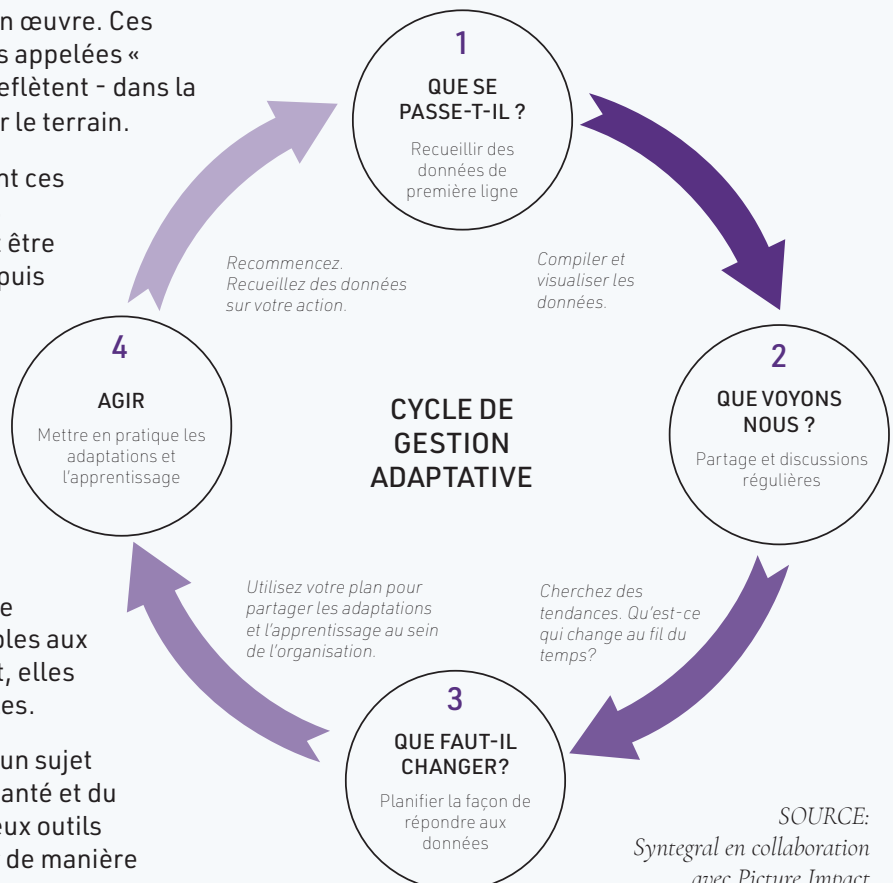 n œuvre. Ces
s appelées «
eflètent - dans la
r le terrain.
nt ces
être
puis
1
QUE SE
PASSE-T-IL ?
Recueillir des
données de
première ligne
Compiler et
visualiser les
données.
2
QUE VOYONS
NOUS ?
Partage et discussions
régulières
Cherchez des
tendances. Qu'est-ce
qui change au fil du
temps?
3
QUE FAUT-IL
CHANGER?
Planifier la façon de
répondre aux
données
Utilisez votre plan pour
partager les adaptations
et l'apprentissage au sein
de l'organisation.
4
AGIR
Mettre en pratique les
adaptations et
l'apprentissage
Recommencez.
Recueillez des données
sur votre action.
CYCLE DE
GESTION
ADAPTATIVE
e
bles aux
t, elles
es.
un sujet
anté et du
eux outils
de manière
SOURCE:
Syntegral en collaboration
avec Picture Impact